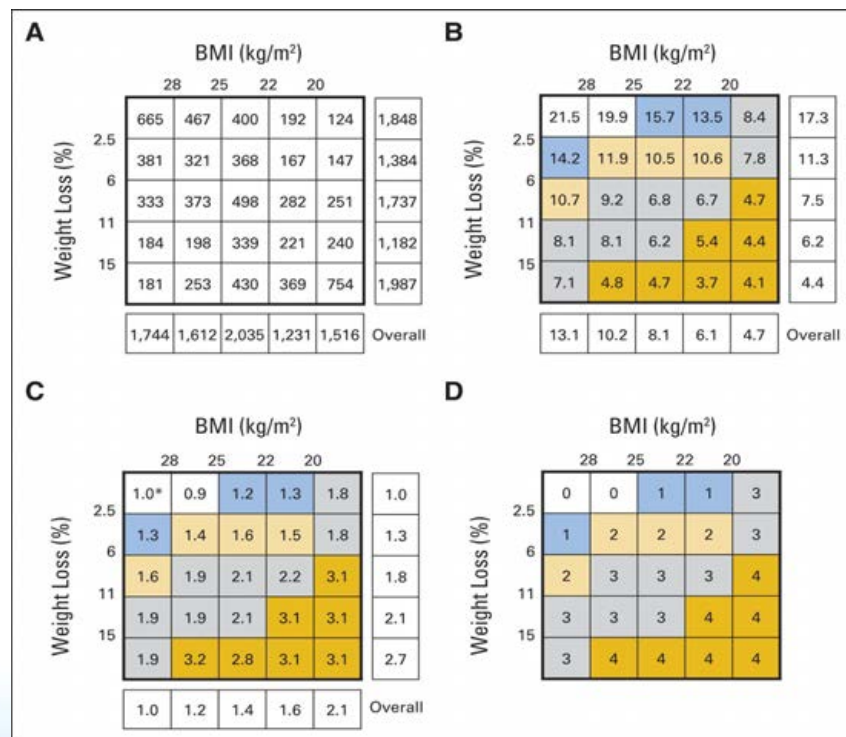 A
BMI (kg/m²)
28 25 22 20
Weight Loss (%)
665 467 400 192 124 1,848
2.5
381 321 368 167 147 1,384
6
333 373 498 282 251 1,737
11
184 198 339 221 240 1,182
15
181 253 430 369 754 1,987
1,744 1,612 2,035 1,231 1,516 Overall
B
BMI (kg/m²)
28 25 22 20
Weight Loss (%)
21.5 19.9 15.7 13.5 8.4 17.3
2.5
14.2 11.9 10.5 10.6 7.8 11.3
6
10.7 9.2 6.8 6.7 4.7 7.5
11
8.1 8.1 6.2 5.4 4.4 6.2
15
7.1 4.8 4.7 3.7 4.1 4.4
13.1 10.2 8.1 6.1 4.7 Overall
C
BMI (kg/m²)
28 25 22 20
Weight Loss (%)
1.0* 0.9 1.2 1.3 1.8 1.0
2.5
1.3 1.4 1.6 1.5 1.8 1.3
6
1.6 1.9 2.1 2.2 3.1 1.8
11
1.9 1.9 2.1 3.1 3.1 2.1
15
1.9 3.2 2.8 3.1 3.1 2.7
1.0 1.2 1.4 1.6 2.1 Overall
D
BMI (kg/m²)
28 25 22 20
Weight Loss (%)
0 0 1 1 3
2.5
1 2 2 2 3
6
2 3 3 3 4
11
3 3 3 4 4
15
3 4 4 4 4